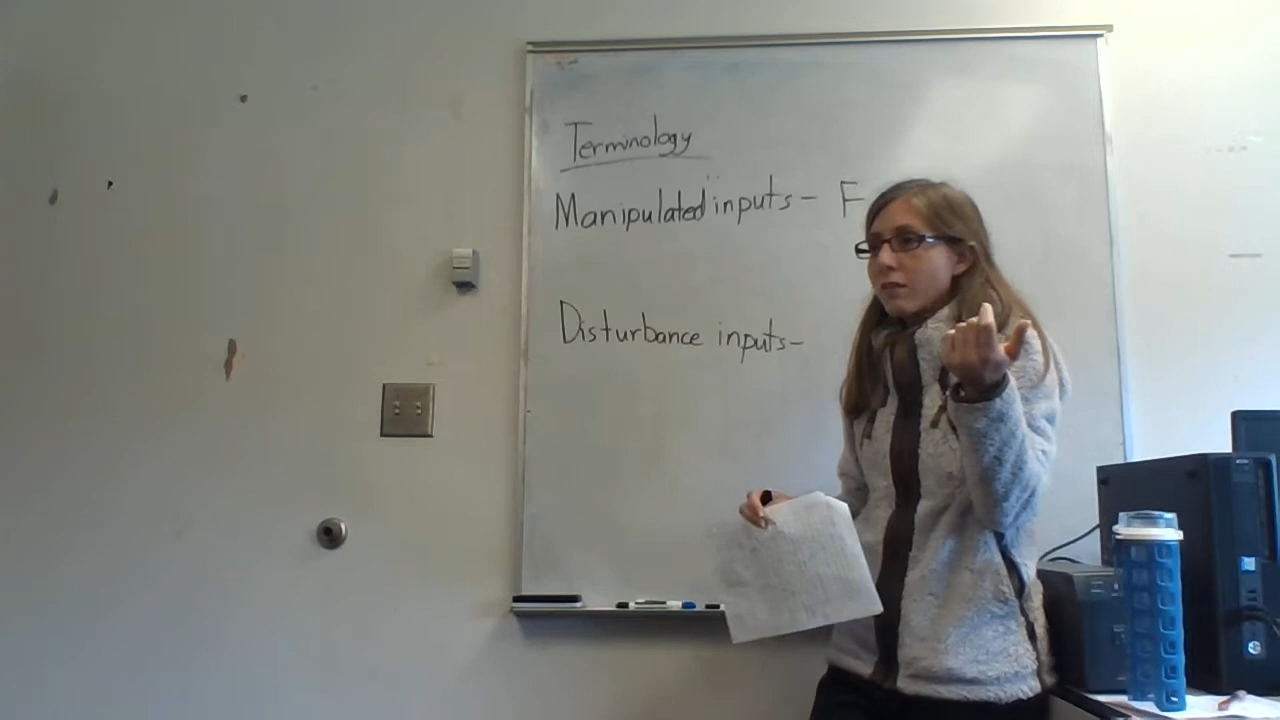 Terminology
Manipulated inputs - F
Disturbance inputs -